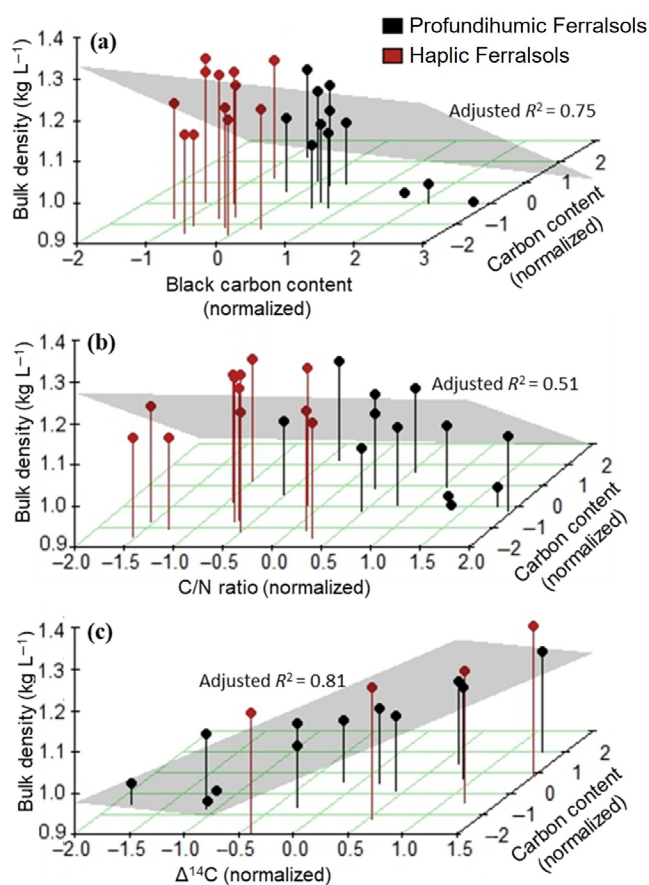 Profundihumic Ferralsols
Haplic Ferralsols
(a)
Bulk density (kg L⁻¹)
1.4
1.3
1.2
1.1
1.0
0.9
Adjusted R² = 0.75
−2 −1 0 1 2 3
Black carbon content
(normalized)
−2 −1 0 1 2
Carbon content
(normalized)
(b)
Bulk density (kg L⁻¹)
1.4
1.3
1.2
1.1
1.0
0.9
Adjusted R² = 0.51
−2.0 −1.5 −1.0 −0.5 0.0 0.5 1.0 1.5 2.0
C/N ratio (normalized)
−2 −1 0 1 2
Carbon content
(normalized)
(c)
Bulk density (kg L⁻¹)
1.4
1.3
1.2
1.1
1.0
0.9
Adjusted R² = 0.81
−2.0 −1.5 −1.0 −0.5 0.0 0.5 1.0 1.5
Δ¹⁴C (normalized)
−2 −1 0 1 2
Carbon content
(normalized)